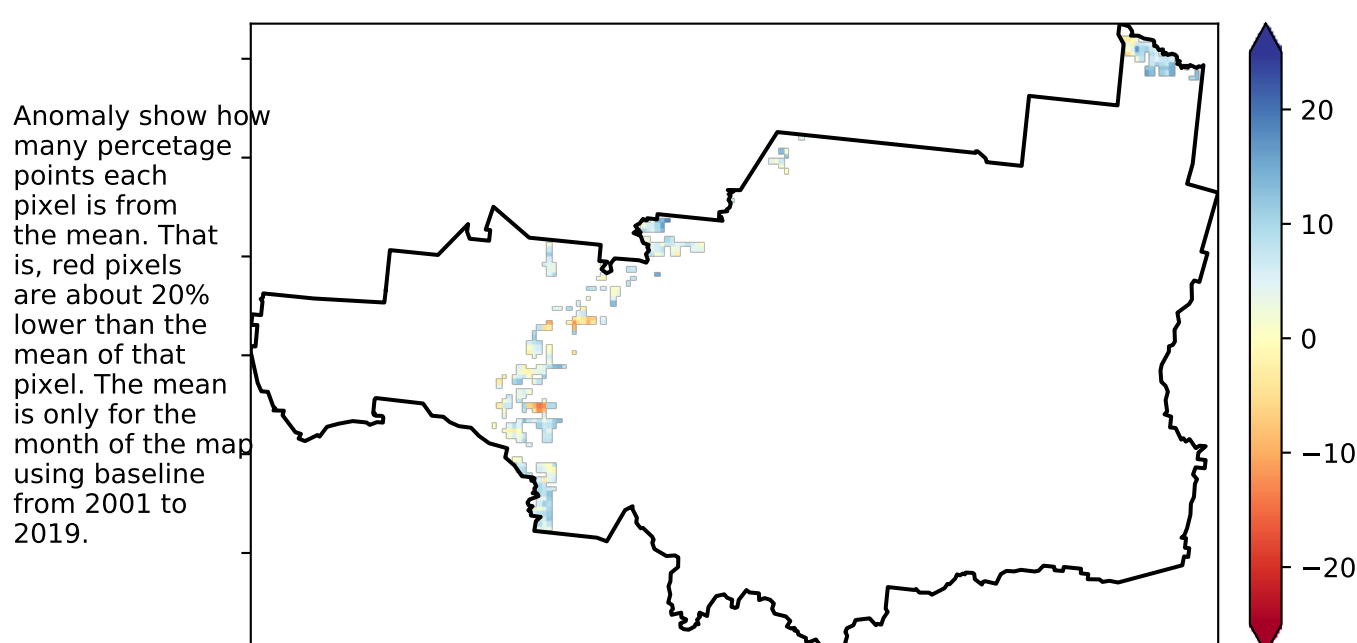 Anomaly show how
many percetage
points each
pixel is from
the mean. That
is, red pixels
are about 20%
lower than the
mean of that
pixel. The mean
is only for the
month of the map
using baseline
from 2001 to
2019.
20
10
0
−10
−20